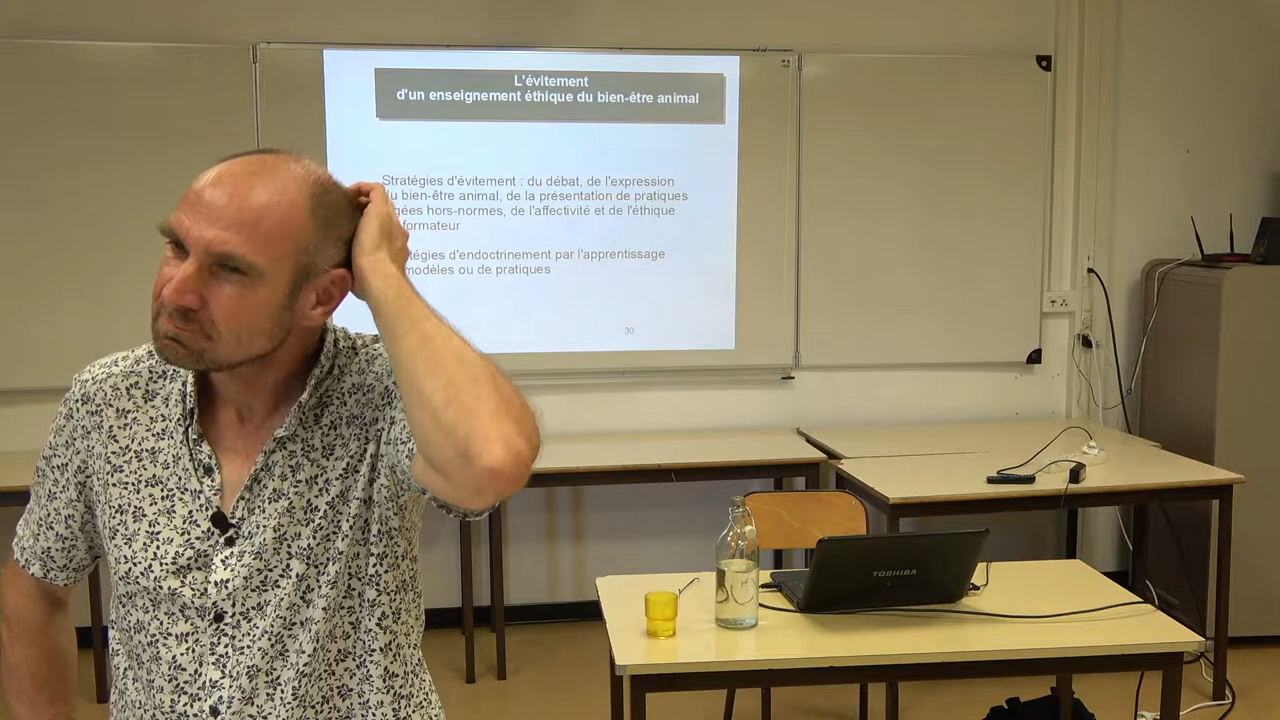 L'évitement
d'un enseignement éthique du bien-être animal
Stratégies d'évitement : du débat, de l'expression
u bien-être animal, de la présentation de pratiques
gées hors-normes, de l'affectivité et de l'éthique
formateur
tégies d'endoctrinement par l'apprentissage
modèles ou de pratiques
30
TOSHIBA